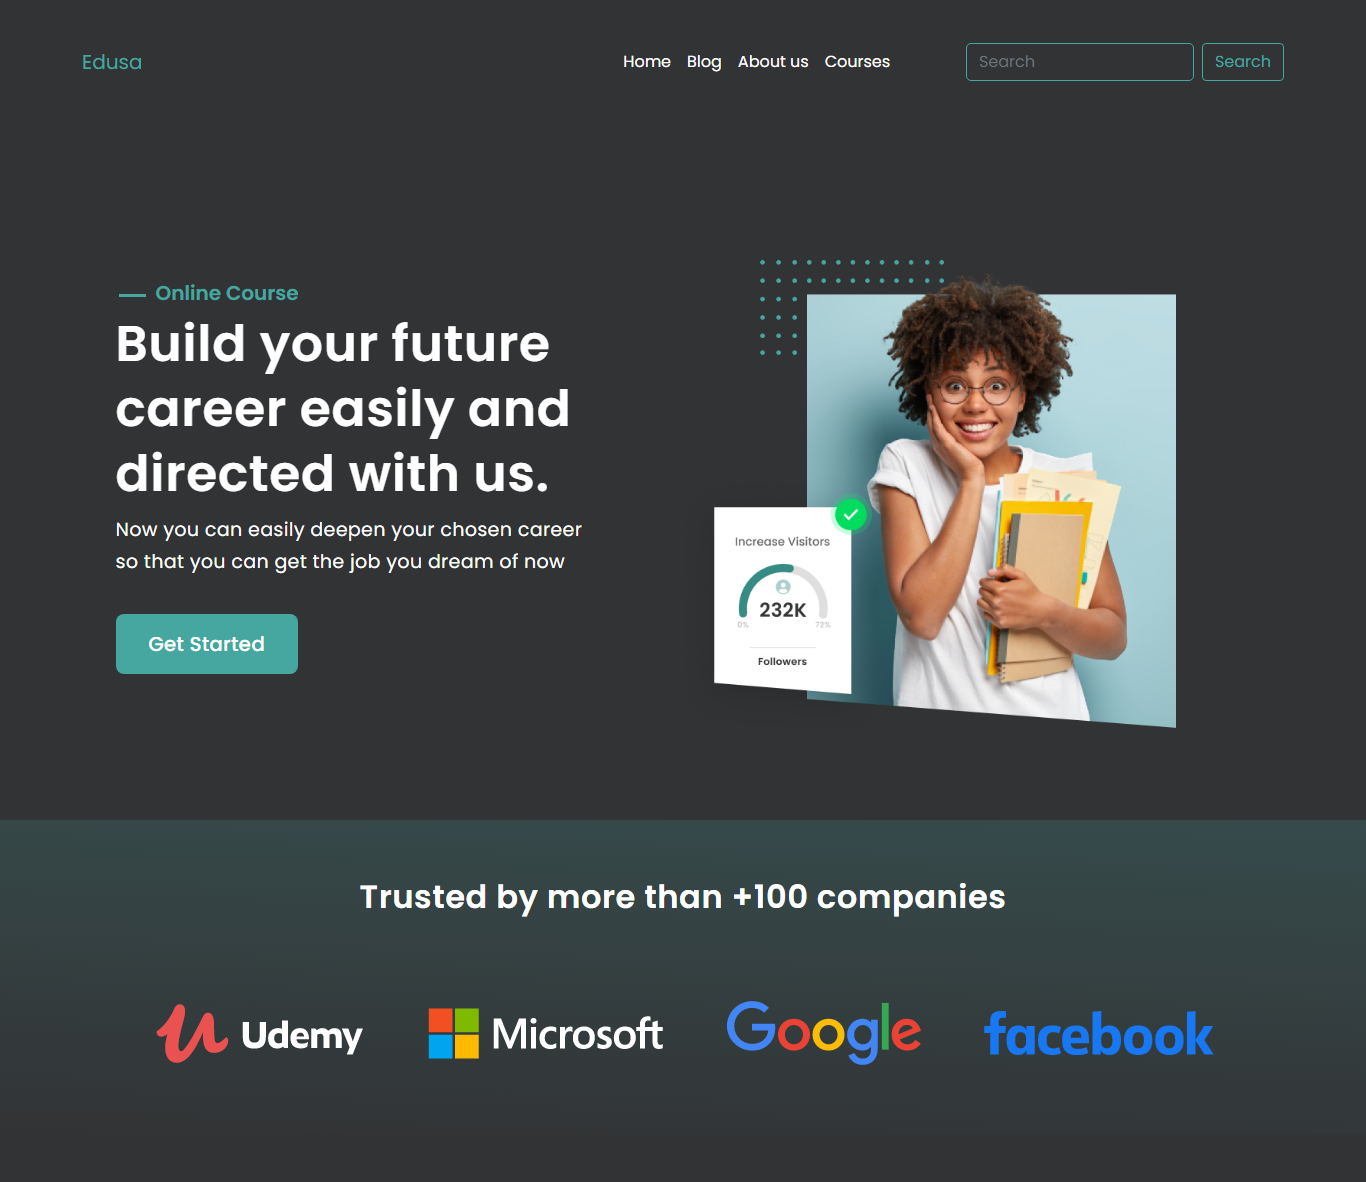 Edusa
Home Blog About us Courses
Search
Search
Online Course
Build your future
career easily and
directed with us.
Now you can easily deepen your chosen career
so that you can get the job you dream of now
Get Started
Increase Visitors
232K
0% 72%
Followers
Trusted by more than +100 companies
Udemy
Microsoft
Google
facebook